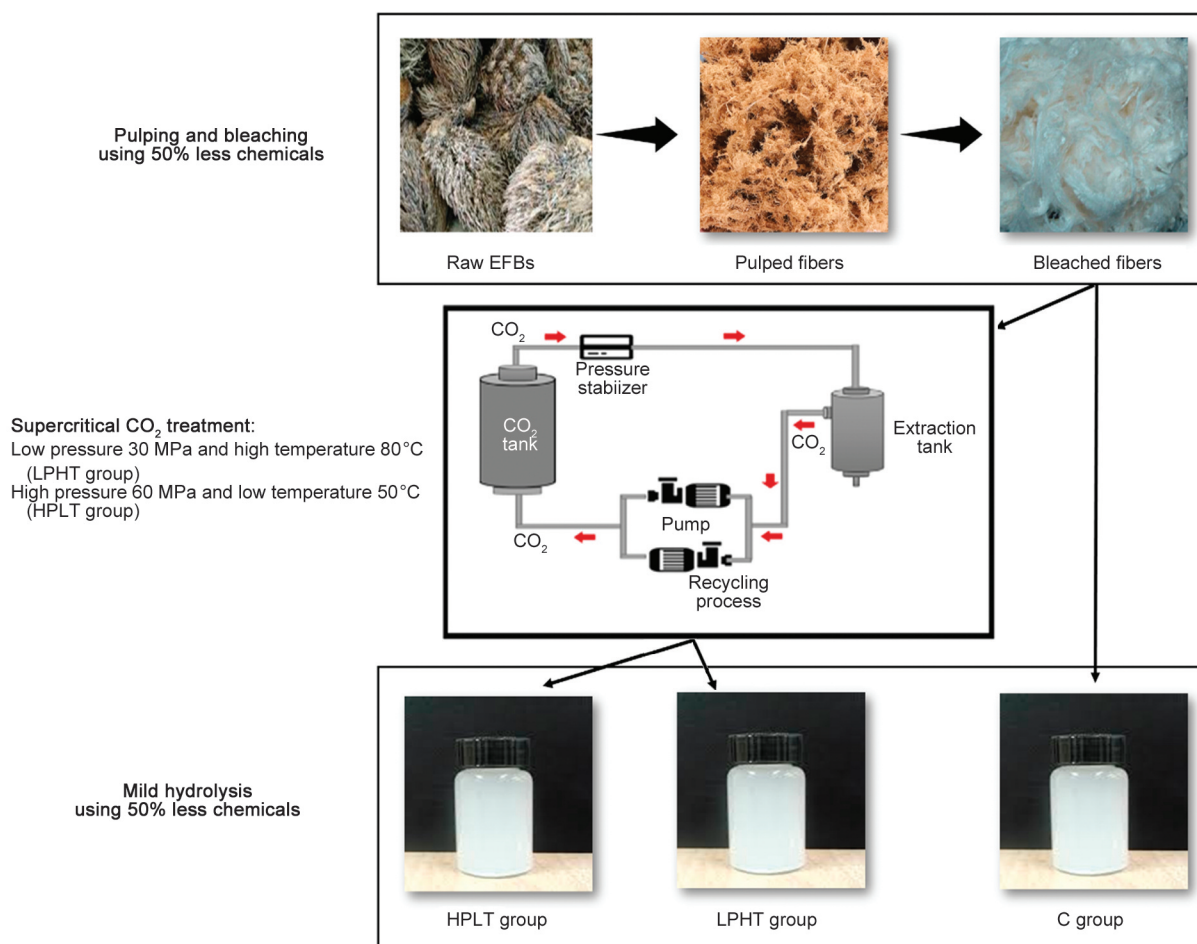 Pulping and bleaching
using 50% less chemicals
Raw EFBs
Pulped fibers
Bleached fibers
CO₂
Pressure
stabiizer
CO₂
tank
CO₂
Extraction
tank
Pump
CO₂
Recycling
process
Supercritical CO₂ treatment:
Low pressure 30 MPa and high temperature 80°C
(LPHT group)
High pressure 60 MPa and low temperature 50°C
(HPLT group)
Mild hydrolysis
using 50% less chemicals
HPLT group
LPHT group
C group